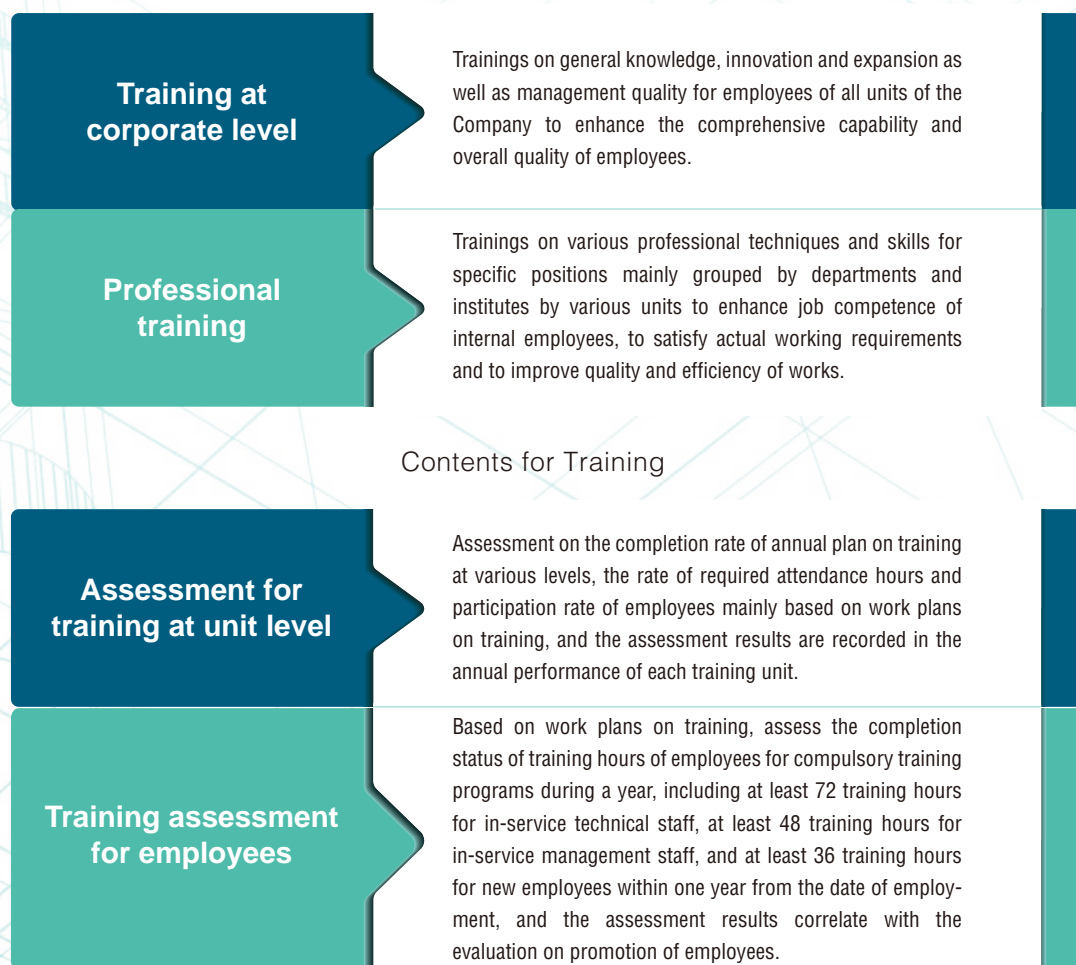 Training at
corporate level
Trainings on general knowledge, innovation and expansion as
well as management quality for employees of all units of the
Company to enhance the comprehensive capability and
overall quality of employees.
Professional
training
Trainings on various professional techniques and skills for
specific positions mainly grouped by departments and
institutes by various units to enhance job competence of
internal employees, to satisfy actual working requirements
and to improve quality and efficiency of works.
Contents for Training
Assessment for
training at unit level
Assessment on the completion rate of annual plan on training
at various levels, the rate of required attendance hours and
participation rate of employees mainly based on work plans
on training, and the assessment results are recorded in the
annual performance of each training unit.
Training assessment
for employees
Based on work plans on training, assess the completion
status of training hours of employees for compulsory training
programs during a year, including at least 72 training hours
for in-service technical staff, at least 48 training hours for
in-service management staff, and at least 36 training hours
for new employees within one year from the date of employ-
ment, and the assessment results correlate with the
evaluation on promotion of employees.